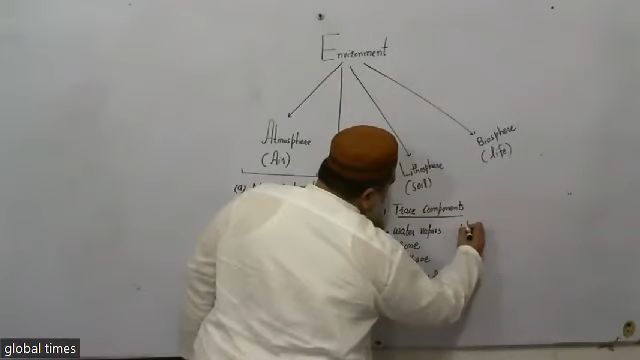 Environment
Atmosphere
(Air)
Lithosphere
(soil)
Biosphere
(life)
(a)
Trace components
water vapors
global times